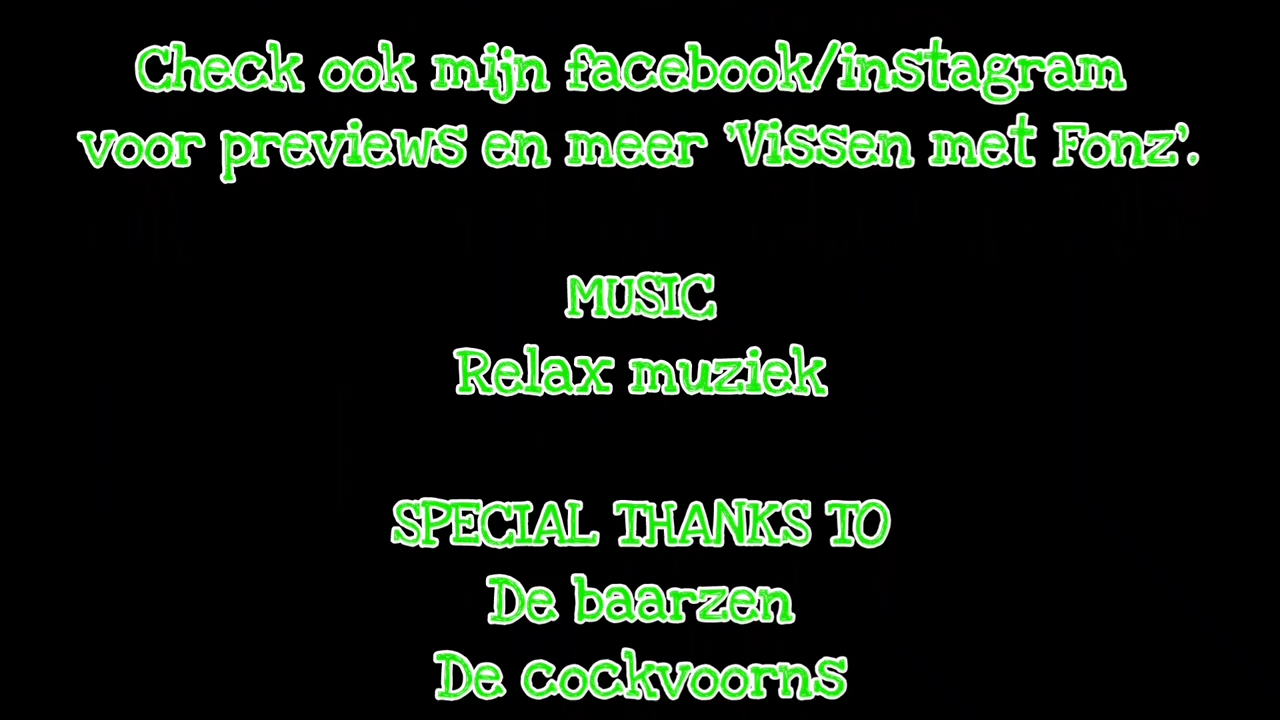 Check ook mijn facebook/instagram
voor previews en meer 'Vissen met Fonz'.
MUSIC
Relax muziek
SPECIAL THANKS TO
De baarzen
De cockvoorns